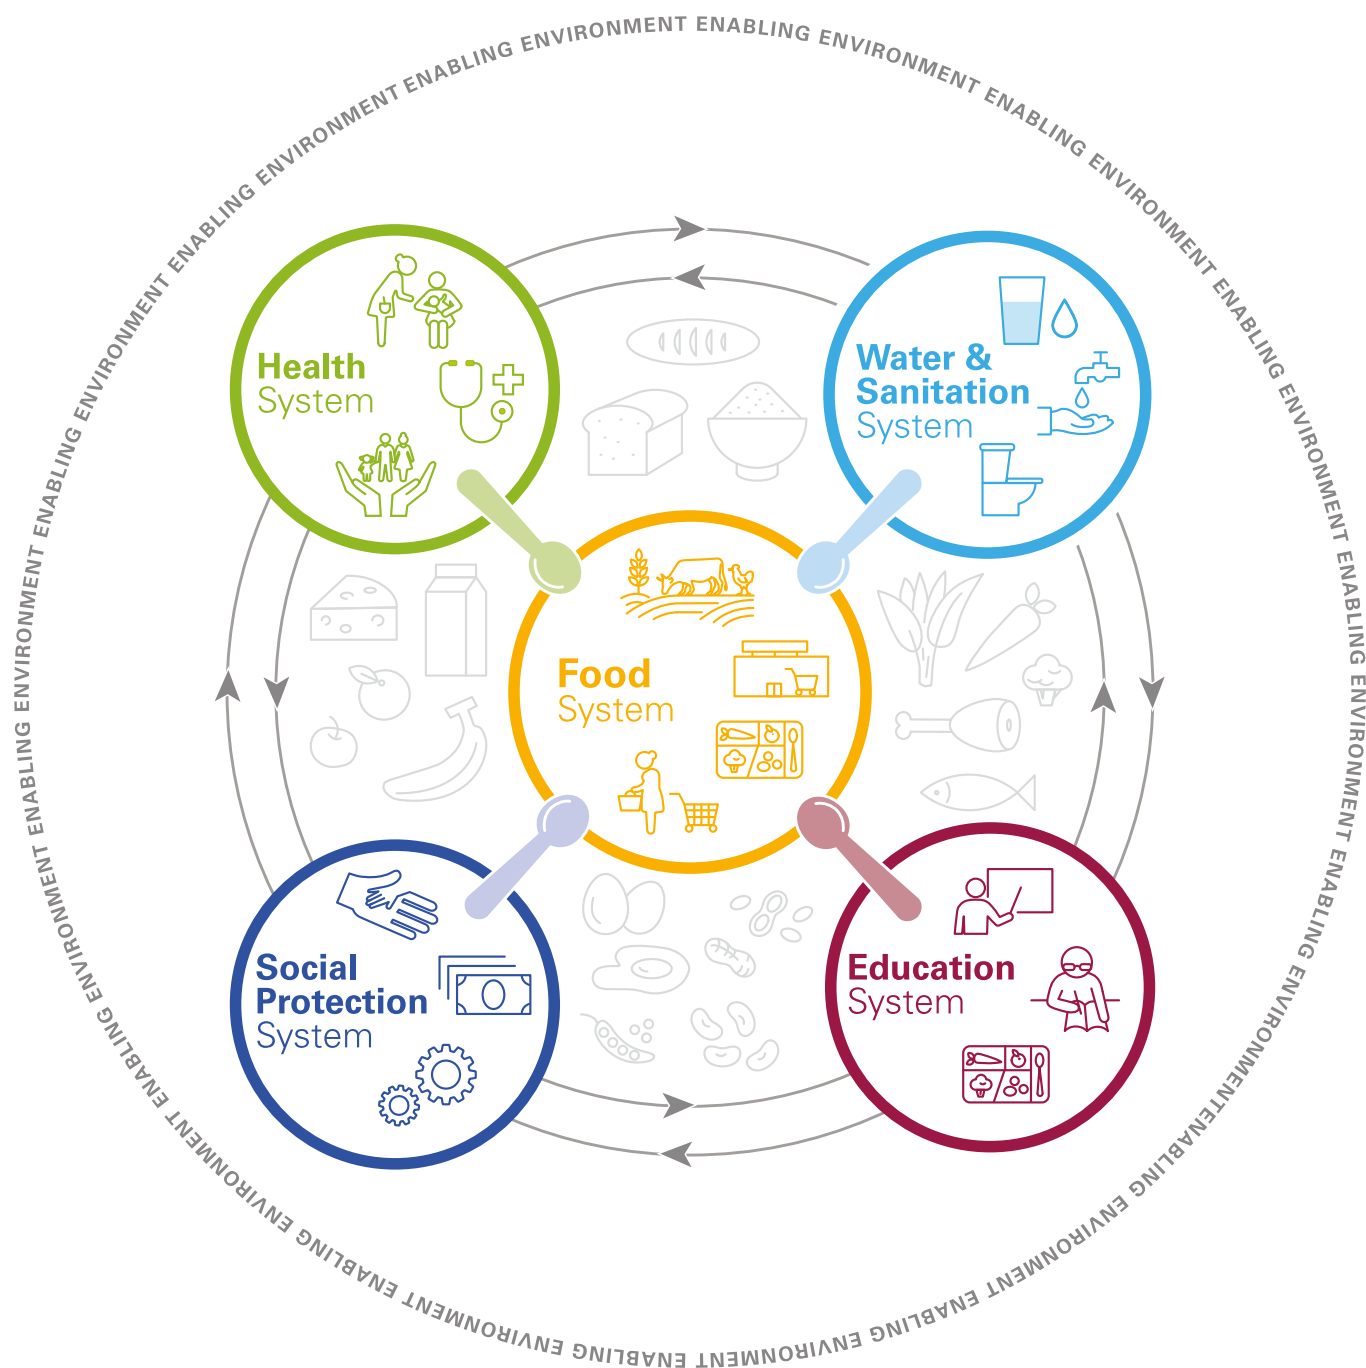 ENABLING ENVIRONMENT ENABLING ENVIRONMENT ENABLING ENVIRONMENT ENABLING ENVIRONMENT ENABLING ENVIRONMENTENABLING ENVIRONMENT ENABLING ENVIRONMENT ENABLING ENVIRONMENT ENABLING ENVIRONMENT ENABLING ENVIRONMENT ENABLING ENVIRONMENT ENABLING ENVIRONMENT ENABLING ENVIRONMENT ENABLING ENVIRONMENT
Health
System
Water &
Sanitation
System
Food
System
Social
Protection
System
Education
System